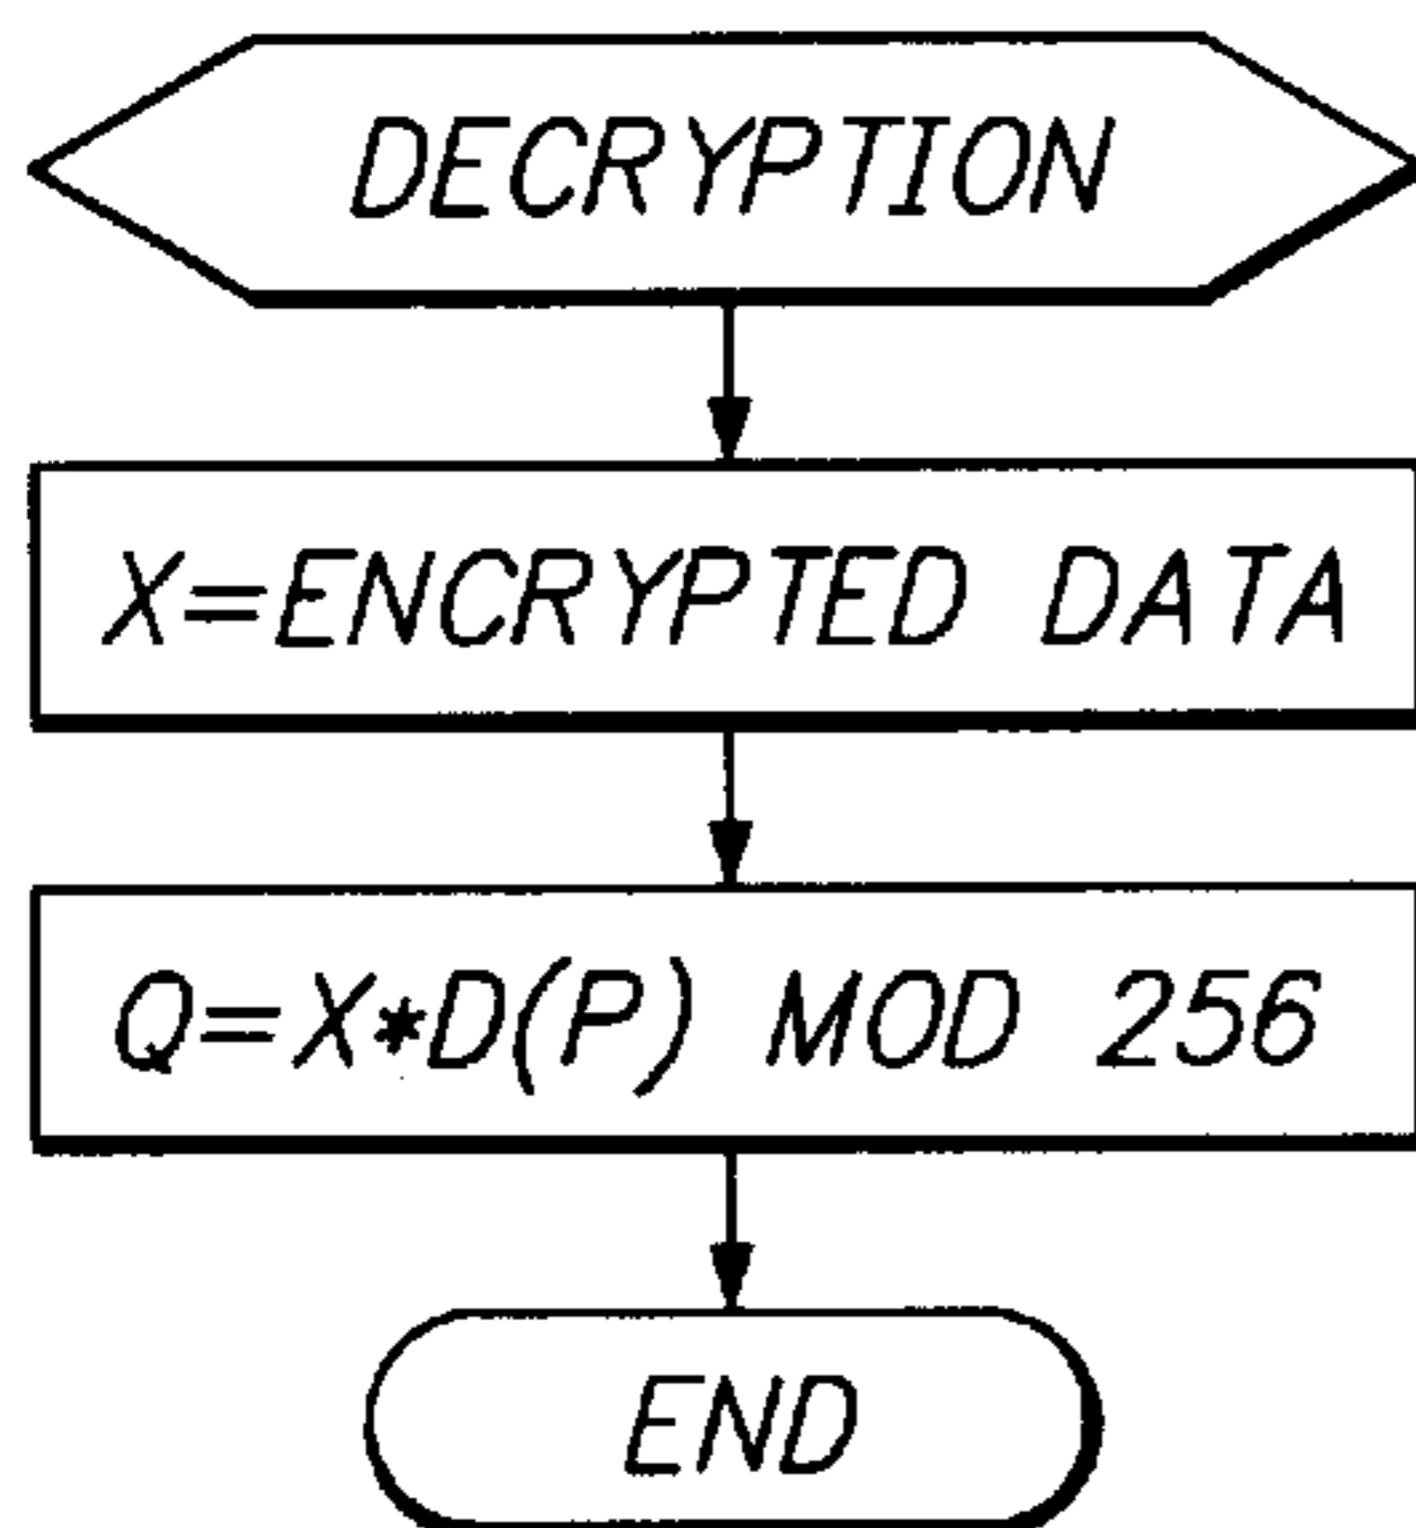 DECRYPTION
X=ENCRYPTED DATA
Q=X*D(P) MOD 256
END